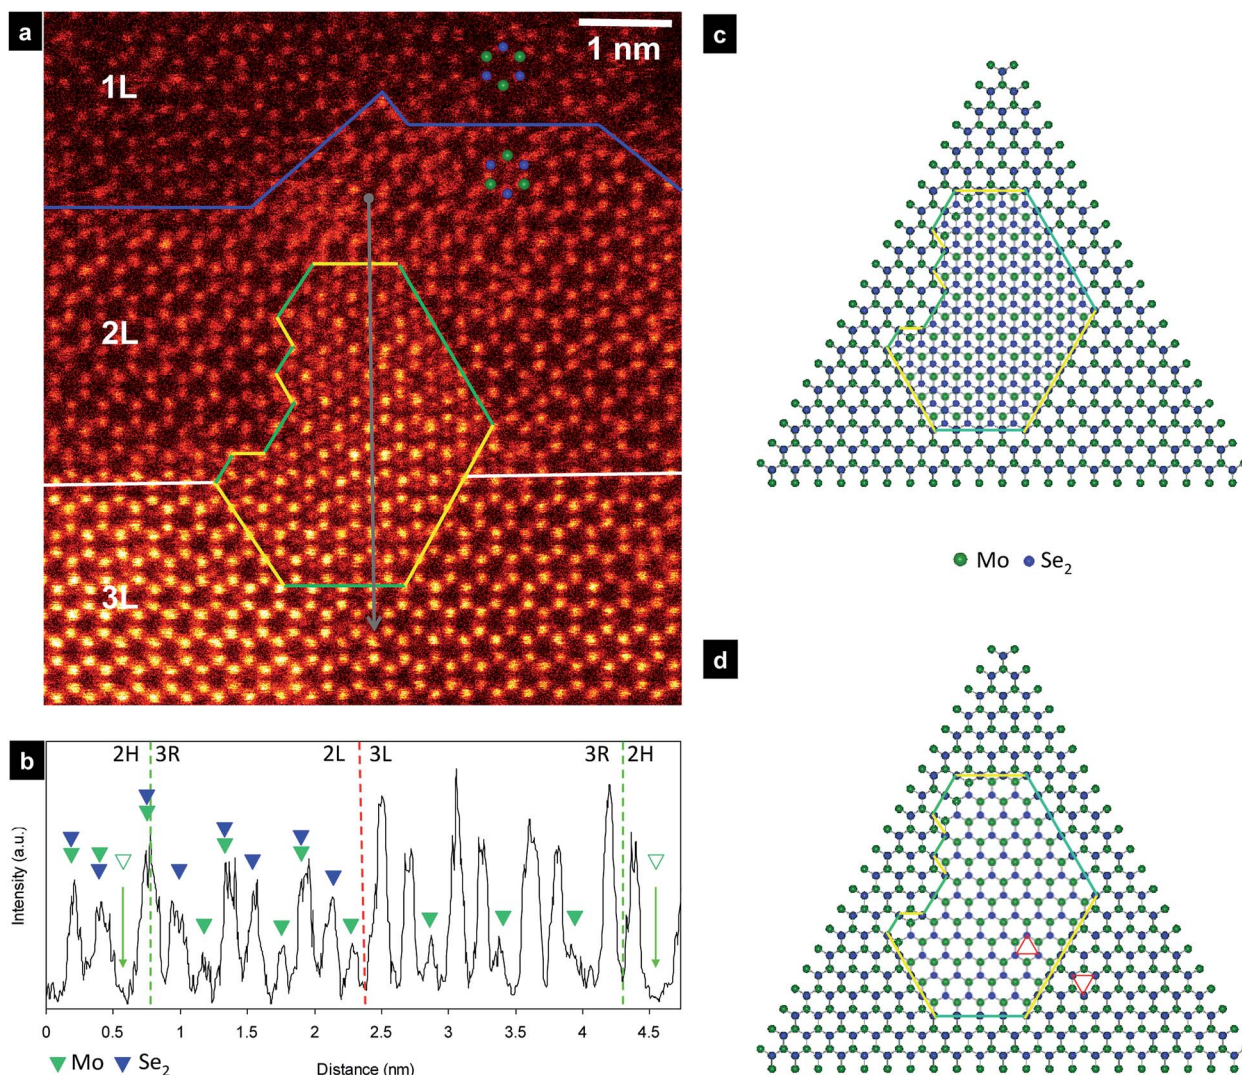 a
1 nm
1L
2L
3L
b
2H 3R 2L 3L 3R 2H
Intensity (a.u.)
0 0.5 1 1.5 2 2.5 3 3.5 4 4.5
Mo Se₂
Distance (nm)
c
Mo Se₂
d